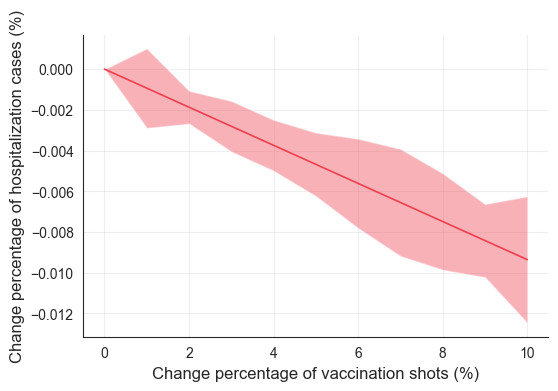 Change percentage of hospitalization cases (%)
0.000
−0.002
−0.004
−0.006
−0.008
−0.010
−0.012
0 2 4 6 8 10
Change percentage of vaccination shots (%)